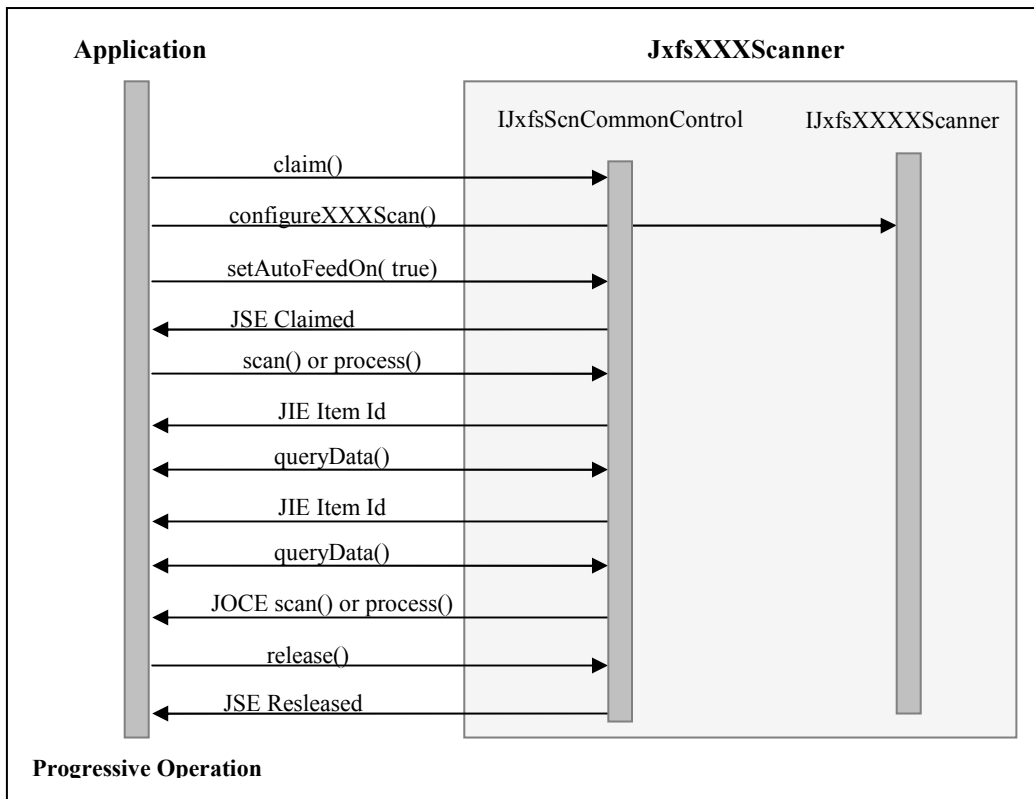 Application
JxfsXXXScanner
IJxfsScnCommonControl
IJxfsXXXXScanner
claim()
configureXXXScan()
setAutoFeedOn( true)
JSE Claimed
scan() or process()
JIE Item Id
queryData()
JIE Item Id
queryData()
JOCE scan() or process()
release()
JSE Resleased
Progressive Operation